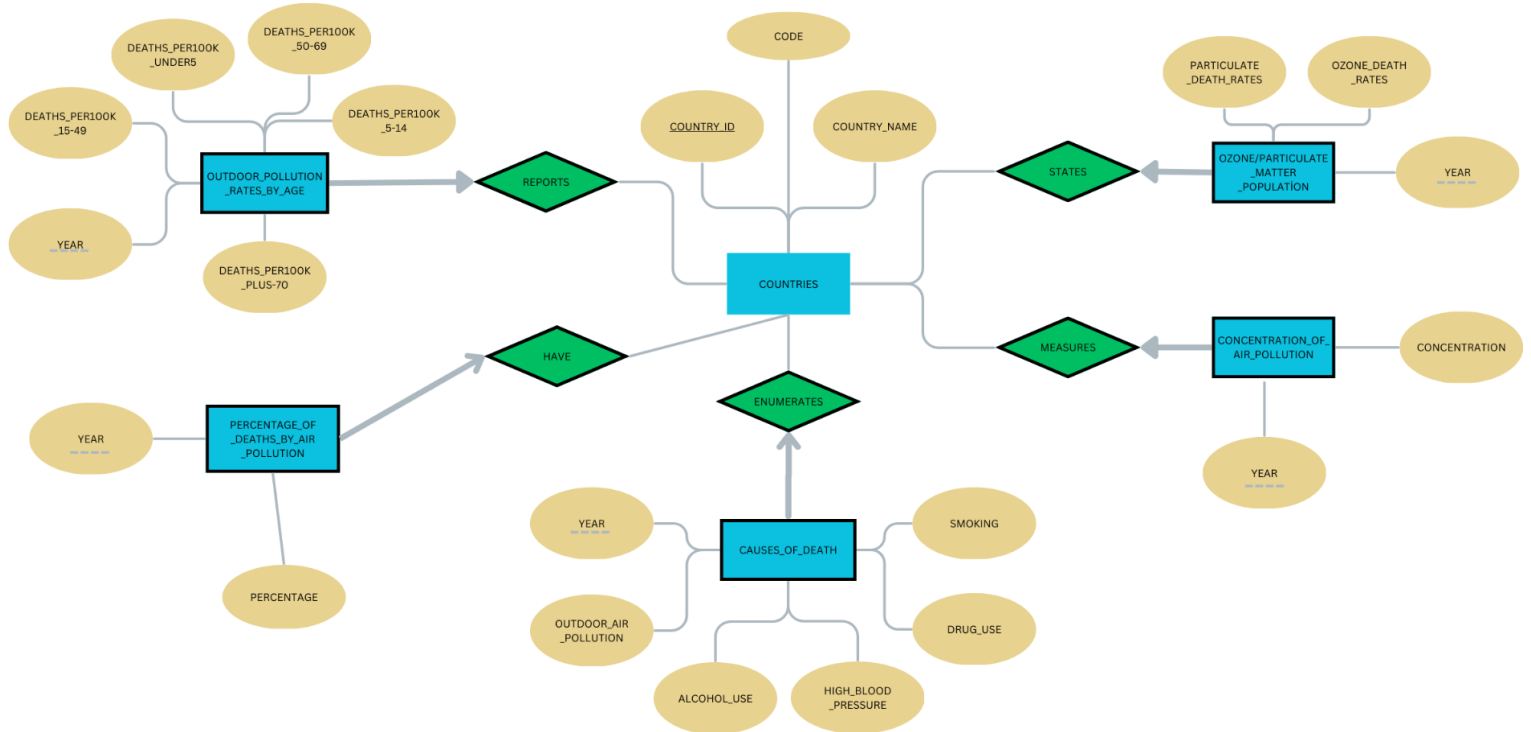 DEATHS_PER100K
_UNDER5
DEATHS_PER100K
_50-69
DEATHS_PER100K
_15-49
DEATHS_PER100K
_5-14
OUTDOOR_POLLUTION
_RATES_BY_AGE
YEAR
DEATHS_PER100K
_PLUS-70
REPORTS
CODE
COUNTRY_ID
COUNTRY_NAME
COUNTRIES
PARTICULATE
_DEATH_RATES
OZONE_DEATH
_RATES
STATES
OZONE/PARTICULATE
_MATTER
_POPULATİON
YEAR
MEASURES
CONCENTRATION_OF_
AIR_POLLUTION
CONCENTRATION
YEAR
HAVE
PERCENTAGE_OF
_DEATHS_BY_AIR
_POLLUTION
YEAR
PERCENTAGE
ENUMERATES
CAUSES_OF_DEATH
YEAR
SMOKING
OUTDOOR_AIR
_POLLUTION
DRUG_USE
ALCOHOL_USE
HIGH_BLOOD
_PRESSURE